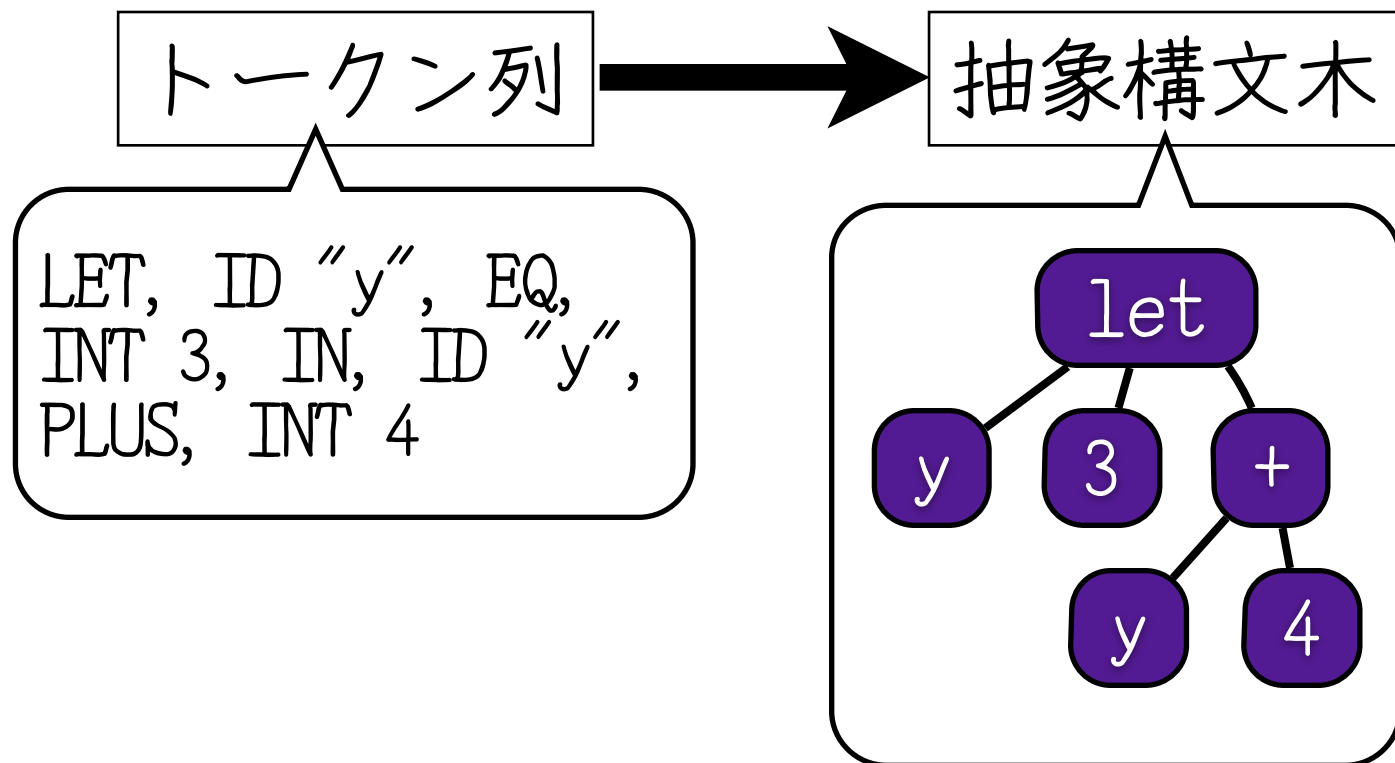 トークン列
抽象構文木
LET, ID "y", EQ,
INT 3, IN, ID "y",
PLUS, INT 4
let
y
3
+
y
4